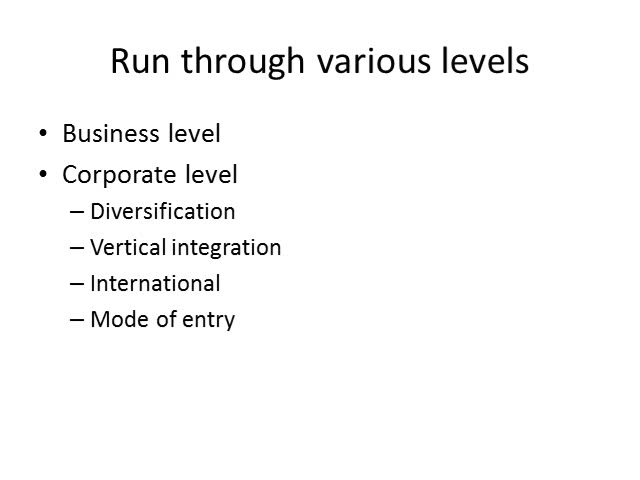 Run through various levels
• Business level
• Corporate level
– Diversification
– Vertical integration
– International
– Mode of entry